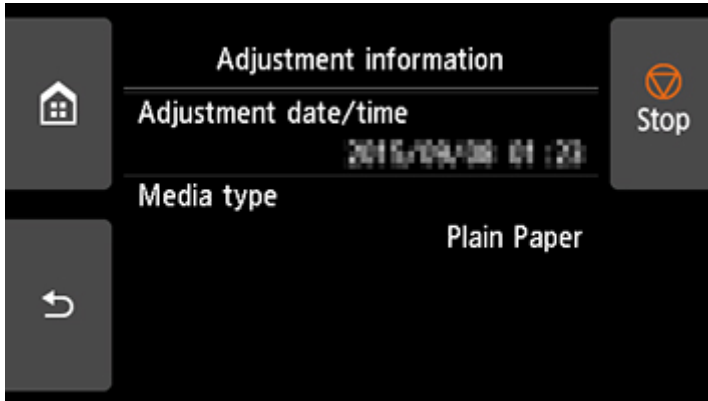 Adjustment information
Adjustment date/time
Stop
Media type
Plain Paper